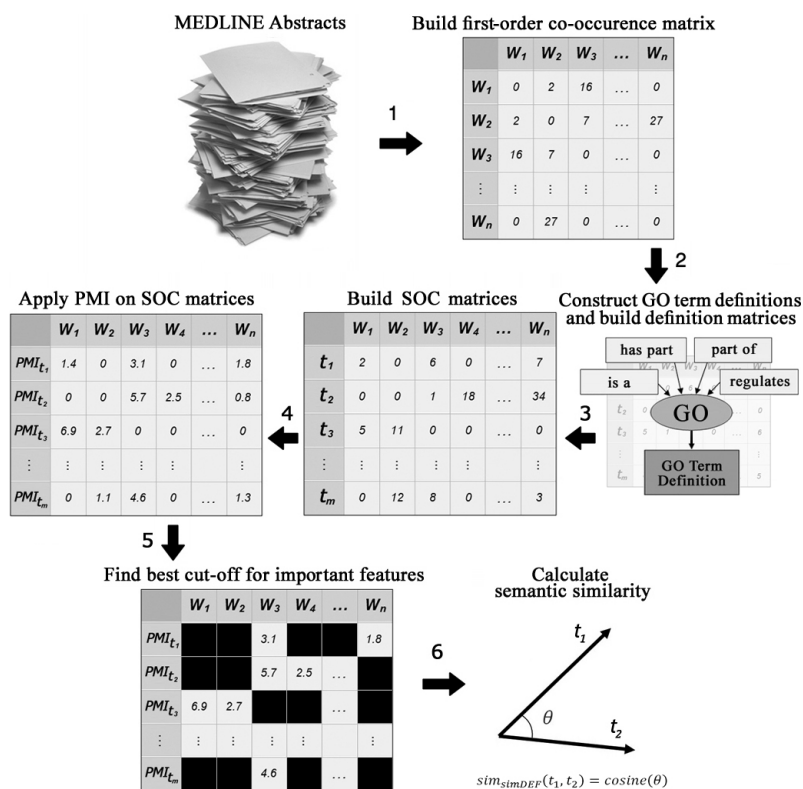 MEDLINE Abstracts
Build first-order co-occurence matrix
1
W1 W2 W3 ... Wn
W1 0 2 16 ... 0
W2 2 0 7 ... 27
W3 16 7 0 ... 0
⋮ ⋮ ⋮ ⋮ ⋮
Wn 0 27 0 ... 0
2
Construct GO term definitions
and build definition matrices
has part part of
is a regulates
GO
GO Term
Definition
3
Build SOC matrices
W1 W2 W3 W4 ... Wn
t1 2 0 6 0 ... 7
t2 0 0 1 18 ... 34
t3 5 11 0 0 ... 0
⋮ ⋮ ⋮ ⋮ ⋮ ⋮
tm 0 12 8 0 ... 3
4
Apply PMI on SOC matrices
W1 W2 W3 W4 ... Wn
PMIt1 1.4 0 3.1 0 ... 1.8
PMIt2 0 0 5.7 2.5 ... 0.8
PMIt3 6.9 2.7 0 0 ... 0
⋮ ⋮ ⋮ ⋮ ⋮ ⋮
PMItm 0 1.1 4.6 0 ... 1.3
5
Find best cut-off for important features
W1 W2 W3 W4 ... Wn
PMIt1 3.1 1.8
PMIt2 5.7 2.5 ...
PMIt3 6.9 2.7 ...
⋮ ⋮ ⋮ ⋮ ⋮ ⋮
PMItm 4.6 ...
6
Calculate
semantic similarity
t1
θ
t2
simsimDEF(t1, t2) = cosine(θ)